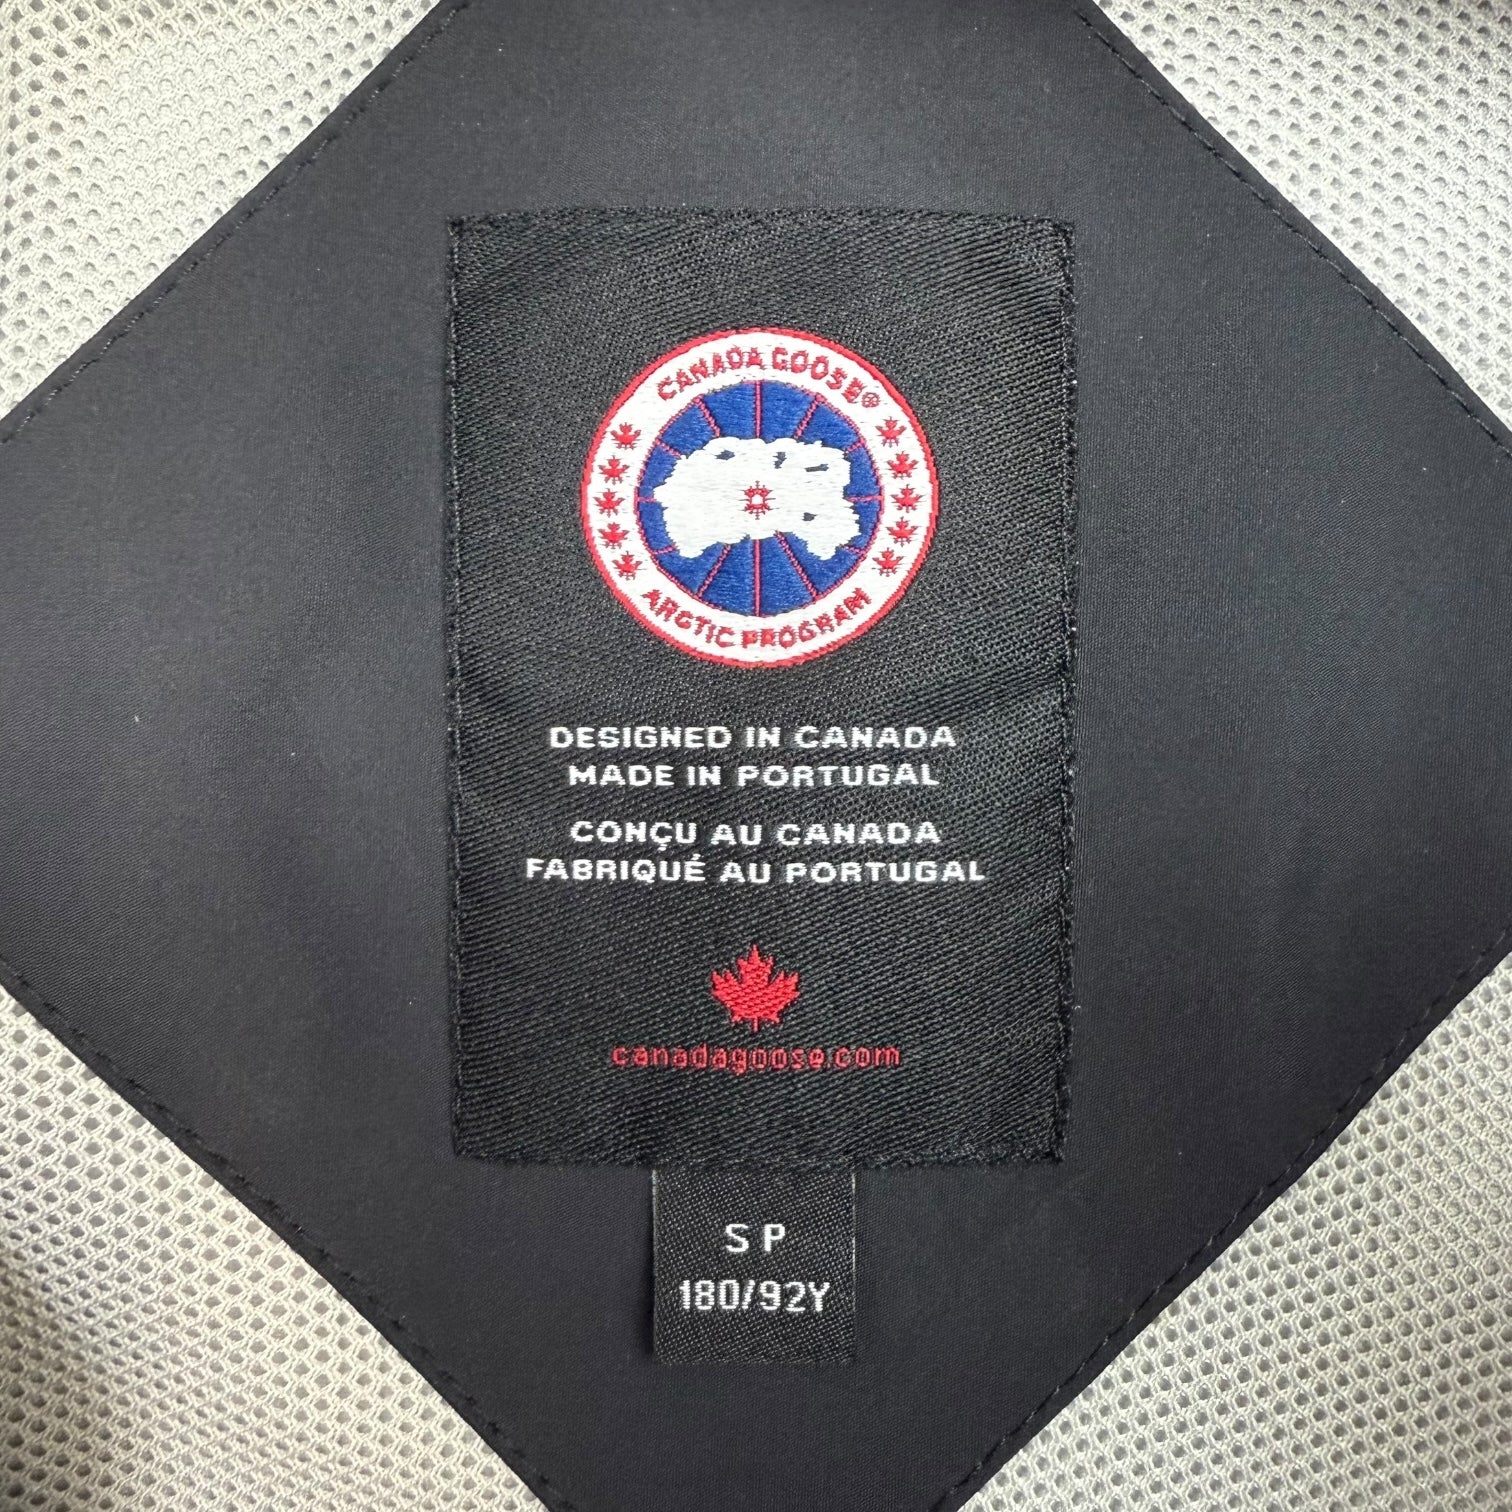 CANADA GOOSE®
ARCTIC PROGRAM
DESIGNED IN CANADA
MADE IN PORTUGAL
CONÇU AU CANADA
FABRIQUÉ AU PORTUGAL
canadagoose.com
S P
180/92Y